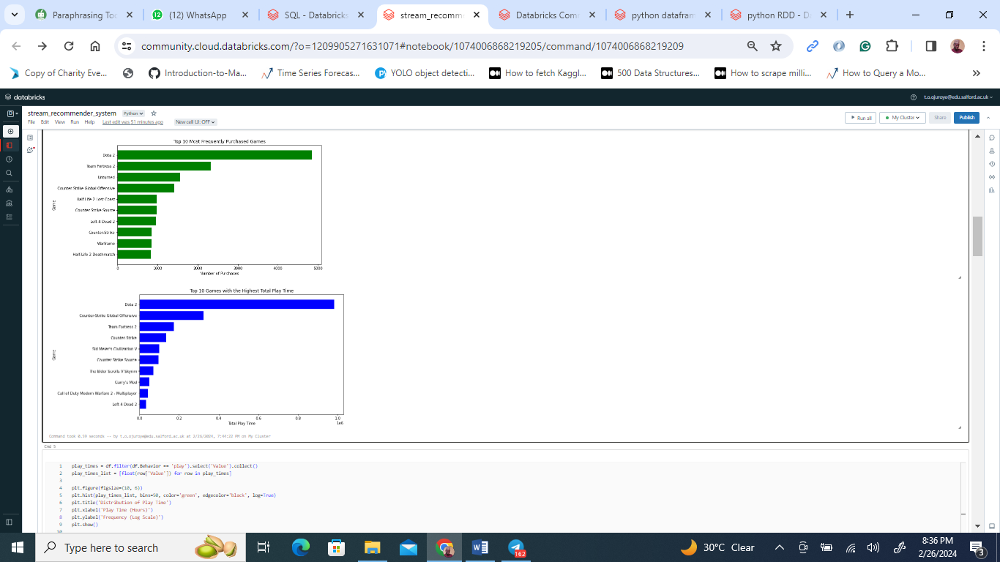 Paraphrasing Too
(12) WhatsApp
SQL - Databricks
stream_recomm
Databricks Com
python datafram
python RDD - Da
community.cloud.databricks.com/?o=1209905271631071#notebook/1074006868219205/command/1074006868219209
Copy of Charity Eve...
Introduction-to-Ma...
Time Series Forecas...
YOLO object detecti...
How to fetch Kaggl...
500 Data Structures...
How to scrape milli...
How to Query a Mo...
databricks
t.o.ojuroye@edu.salford.ac.uk
stream_recommender_system Python
File Edit View Run Help Last edit was 51 minutes ago New cell UI: OFF
Run all My Cluster Share Publish
Top 10 Most Frequently Purchased Games
Dota 2
Team Fortress 2
Unturned
Counter-Strike Global Offensive
Half-Life 2 Lost Coast
Counter-Strike Source
Left 4 Dead 2
Counter-Strike
Warframe
Half-Life 2 Deathmatch
Game
0 1000 2000 3000 4000 5000
Number of Purchases
Top 10 Games with the Highest Total Play Time
Dota 2
Counter-Strike Global Offensive
Team Fortress 2
Counter-Strike
Sid Meier's Civilization V
Counter-Strike Source
The Elder Scrolls V Skyrim
Garry's Mod
Call of Duty Modern Warfare 2 - Multiplayer
Left 4 Dead 2
Game
0.0 0.2 0.4 0.6 0.8 1.0
1e6
Total Play Time
Command took 0.59 seconds -- by t.o.ojuroye@edu.salford.ac.uk at 2/26/2024, 7:44:22 PM on My Cluster
Cmd 5
1 play_times = df.filter(df.Behavior == 'play').select('Value').collect()
2 play_times_list = [float(row['Value']) for row in play_times]
3
4 plt.figure(figsize=(10, 6))
5 plt.hist(play_times_list, bins=50, color='green', edgecolor='black', log=True)
6 plt.title('Distribution of Play Time')
7 plt.xlabel('Play Time (Hours)')
8 plt.ylabel('Frequency (Log Scale)')
9 plt.show()
10
Type here to search
162
30°C Clear
8:36 PM
2/26/2024
3